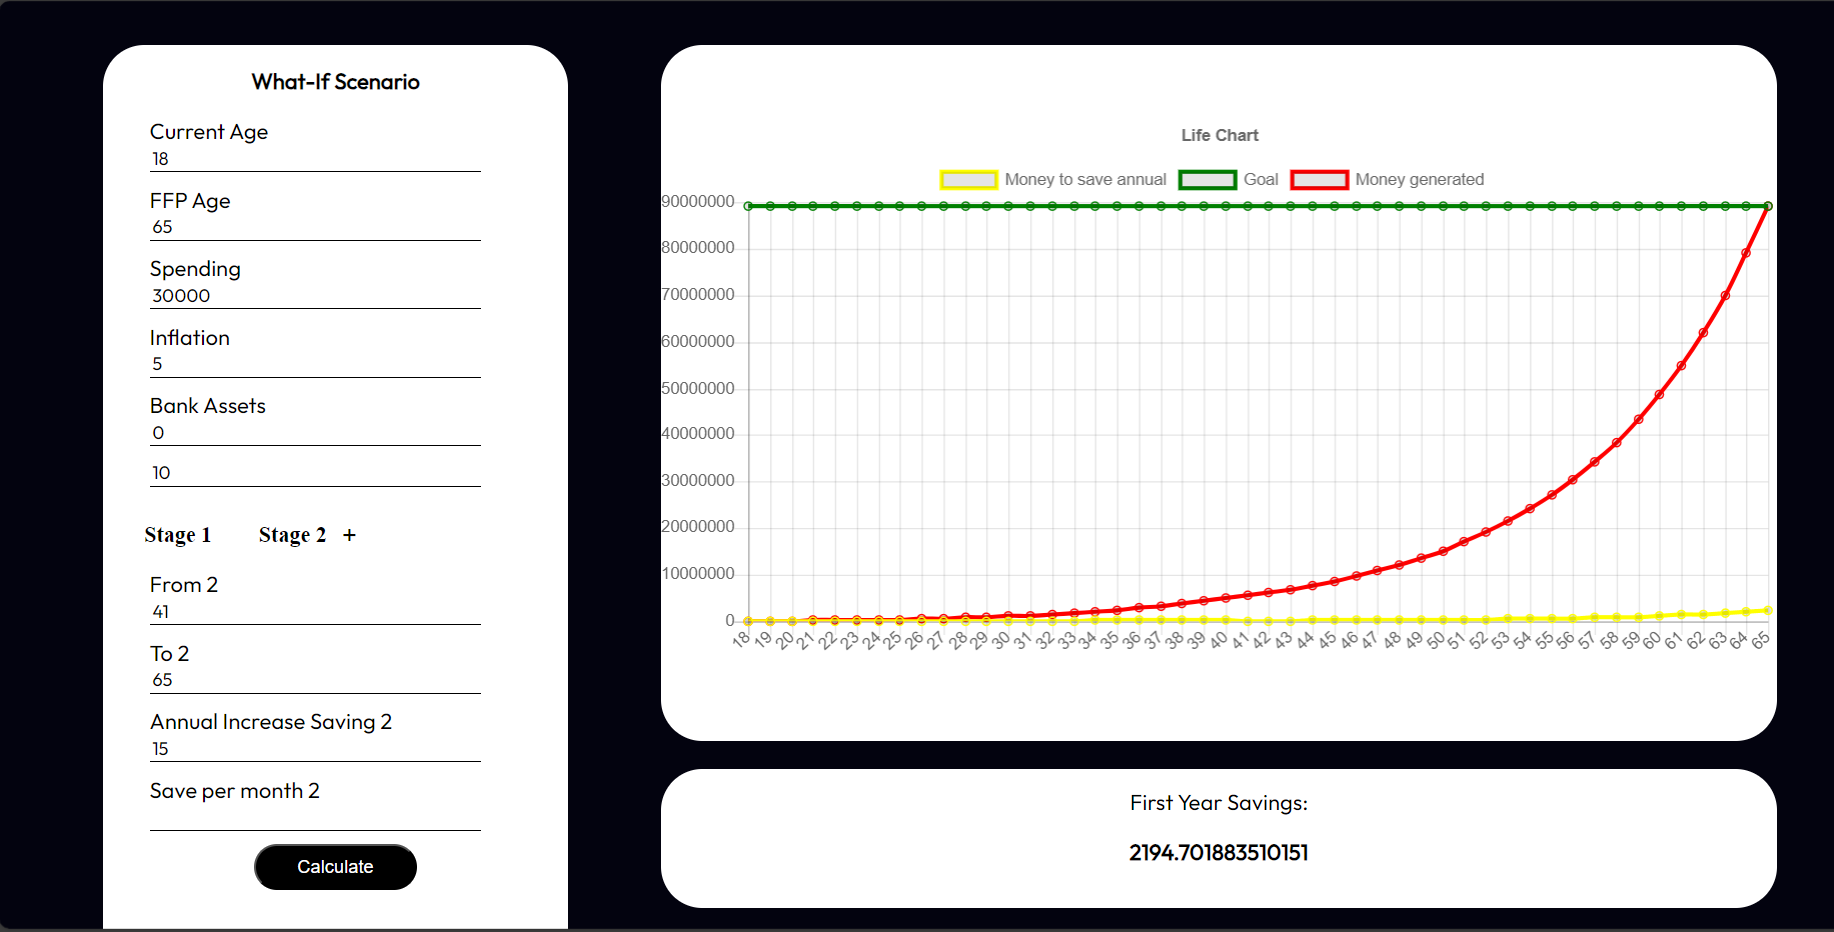 What-If Scenario
Current Age
18
FFP Age
65
Spending
30000
Inflation
5
Bank Assets
0
10
Stage 1 Stage 2 +
From 2
41
To 2
65
Annual Increase Saving 2
15
Save per month 2
Calculate
Life Chart
Money to save annual Goal Money generated
90000000
80000000
70000000
60000000
50000000
40000000
30000000
20000000
10000000
0
18 19 20 21 22 23 24 25 26 27 28 29 30 31 32 33 34 35 36 37 38 39 40 41 42 43 44 45 46 47 48 49 50 51 52 53 54 55 56 57 58 59 60 61 62 63 64 65
First Year Savings:
2194.701883510151